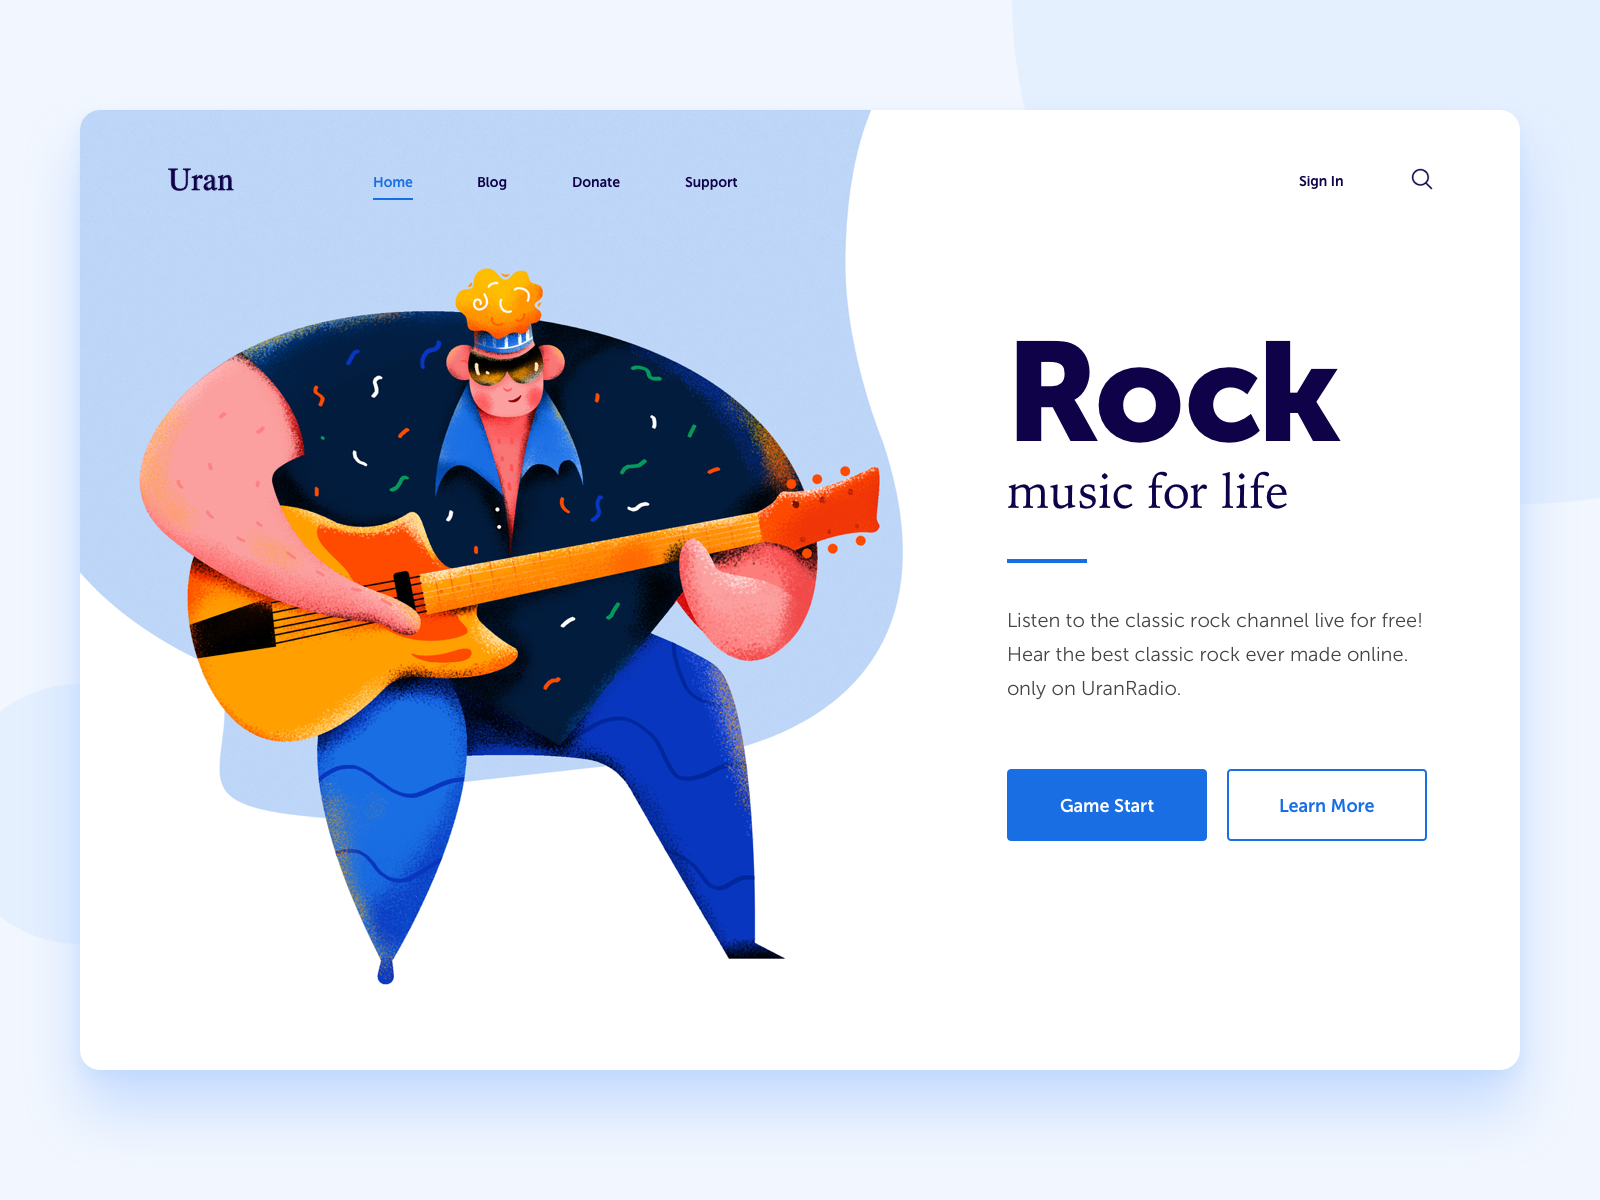 Uran
Home
Blog
Donate
Support
Sign In
Rock
music for life
Listen to the classic rock channel live for free!
Hear the best classic rock ever made online.
only on UranRadio.
Game Start
Learn More